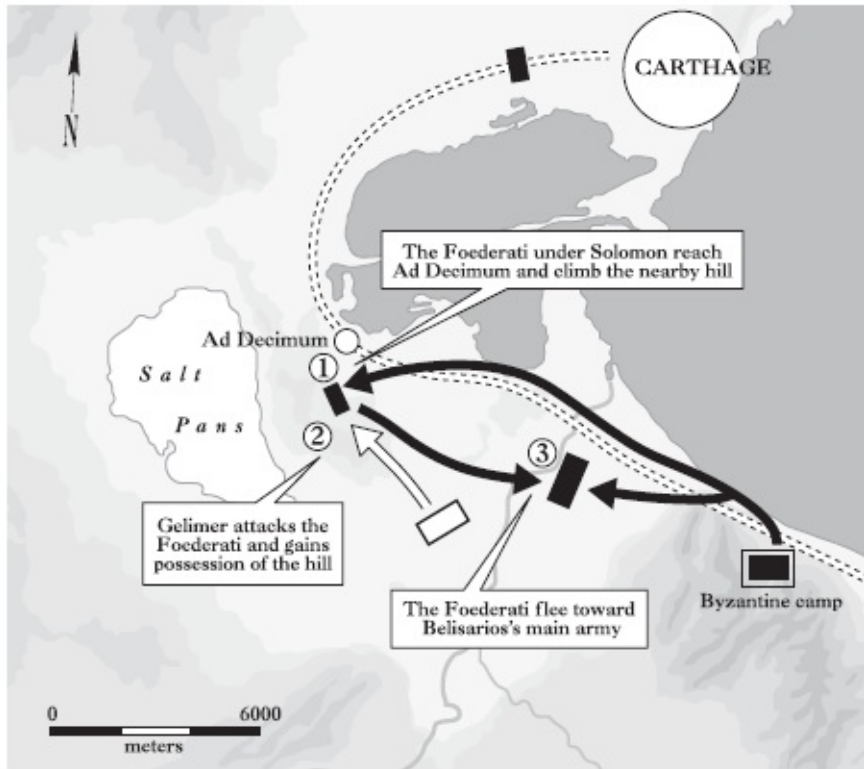 N
CARTHAGE
The Foederati under Solomon reach
Ad Decimum and climb the nearby hill
Ad Decimum
Salt
Pans
①
②
③
Gelimer attacks the
Foederati and gains
possession of the hill
The Foederati flee toward
Belisarios's main army
Byzantine camp
0 6000
meters